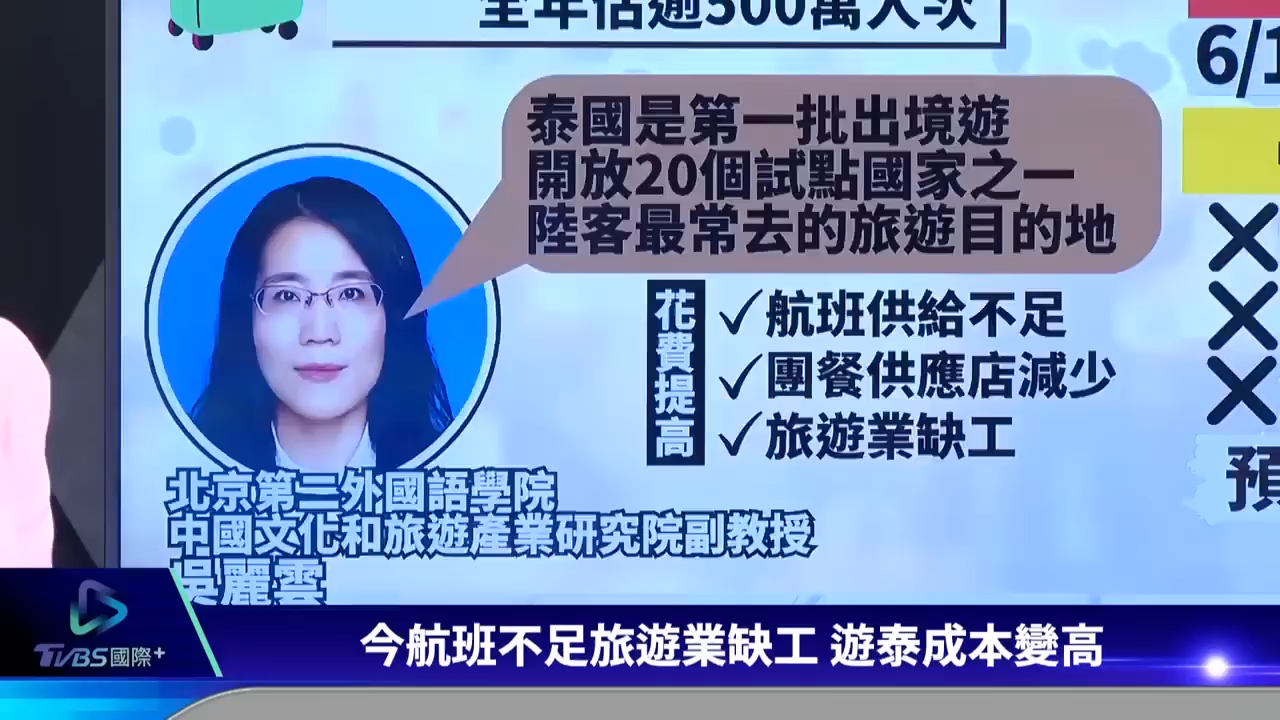 全年估逾500萬人次
6/1
泰國是第一批出境遊
開放20個試點國家之一
陸客最常去的旅遊目的地
花費提高
✓航班供給不足
✓團餐供應店減少
✓旅遊業缺工
預
北京第二外國語學院
中國文化和旅遊產業研究院副教授
吳麗雲
TVBS國際+
今航班不足旅遊業缺工 遊泰成本變高